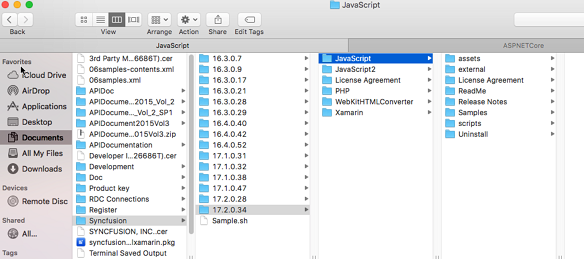 JavaScript
Back
View
Arrange
Action
Share
Edit Tags
JavaScript
ASPNETCore
Favorites
iCloud Drive
AirDrop
Applications
Desktop
Documents
All My Files
Downloads
Devices
Remote Disc
Shared
All...
Tags
3rd Party M...6686T).cer
06samples-contents.xml
06samples.xml
APIDoc
APIDocume...2015_Vol_2
APIDocume..._Vol_2_SP1
APIDocument2015Vol3
APIDocume...015Vol3.zip
APIDocumentation
Developer I...26686T).cer
Development
Doc
Product key
RDC Connections
Register
Syncfusion
SYNCFUSION, INC..cer
syncfusion...lxamarin.pkg
Terminal Saved Output
16.3.0.7
16.3.0.9
16.3.0.17
16.3.0.21
16.3.0.28
16.3.0.29
16.4.0.40
16.4.0.42
16.4.0.52
17.1.0.31
17.1.0.32
17.1.0.38
17.1.0.47
17.2.0.28
17.2.0.34
Sample.sh
JavaScript
JavaScript2
License Agreement
PHP
WebKitHTMLConverter
Xamarin
assets
external
License Agreement
ReadMe
Release Notes
Samples
scripts
Uninstall